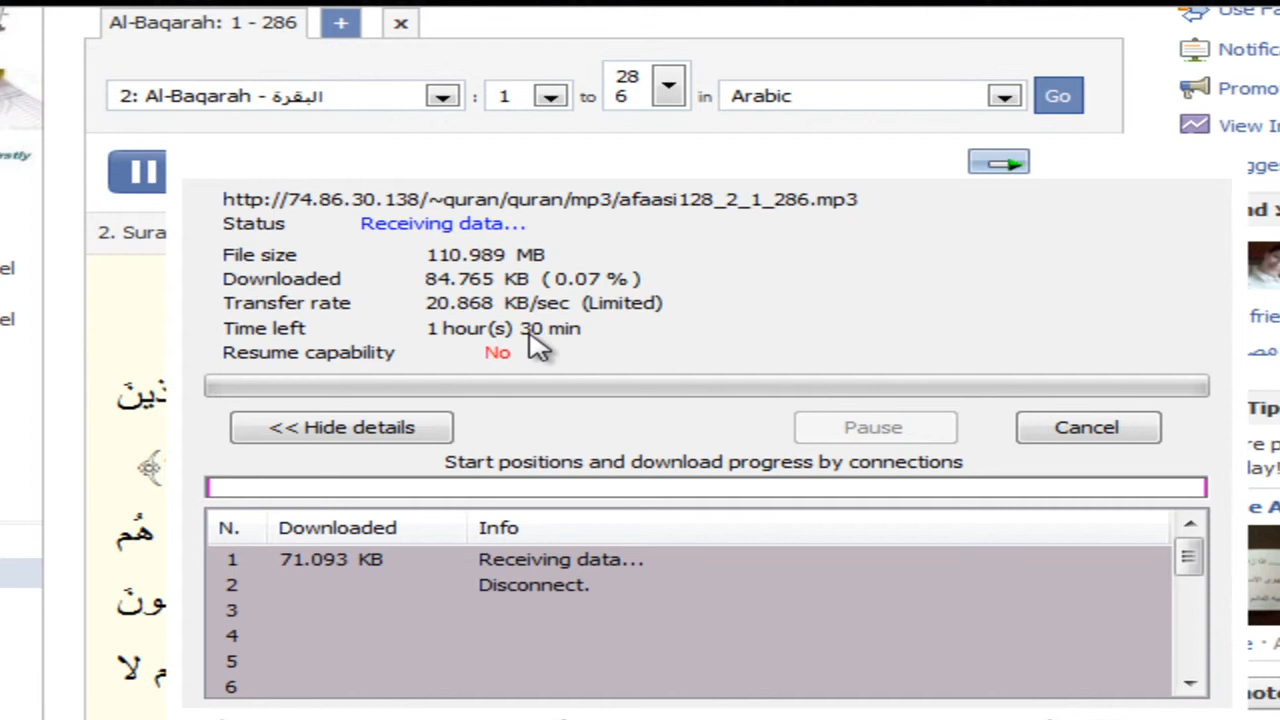 Al-Baqarah: 1 - 286 + x
2: Al-Baqarah - البقرة : 1 to 28 6 in Arabic Go
Notific
Promo
View In
http://74.86.30.138/~quran/quran/mp3/afaasi128_2_1_286.mp3
Status Receiving data...
2. Sura
File size 110.989 MB
Downloaded 84.765 KB ( 0.07 % )
Transfer rate 20.868 KB/sec (Limited)
Time left 1 hour(s) 30 min
Resume capability No
<< Hide details Pause Cancel
Start positions and download progress by connections
N. Downloaded Info
1 71.093 KB Receiving data...
2 Disconnect.
3
4
5
6
هُم
م لا